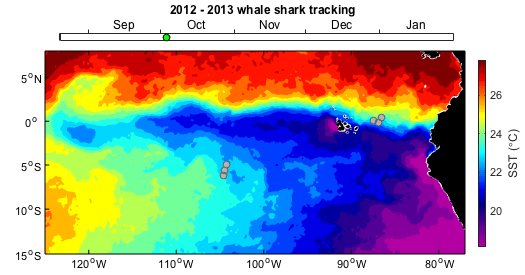 2012 - 2013 whale shark tracking
Sep Oct Nov Dec Jan
5°N
0°
5°S
10°S
15°S
120°W 110°W 100°W 90°W 80°W
26
24
22
20
SST (°C)